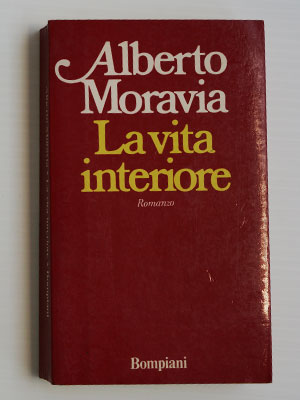 Alberto
Moravia
La vita
interiore
Romanzo
Bompiani